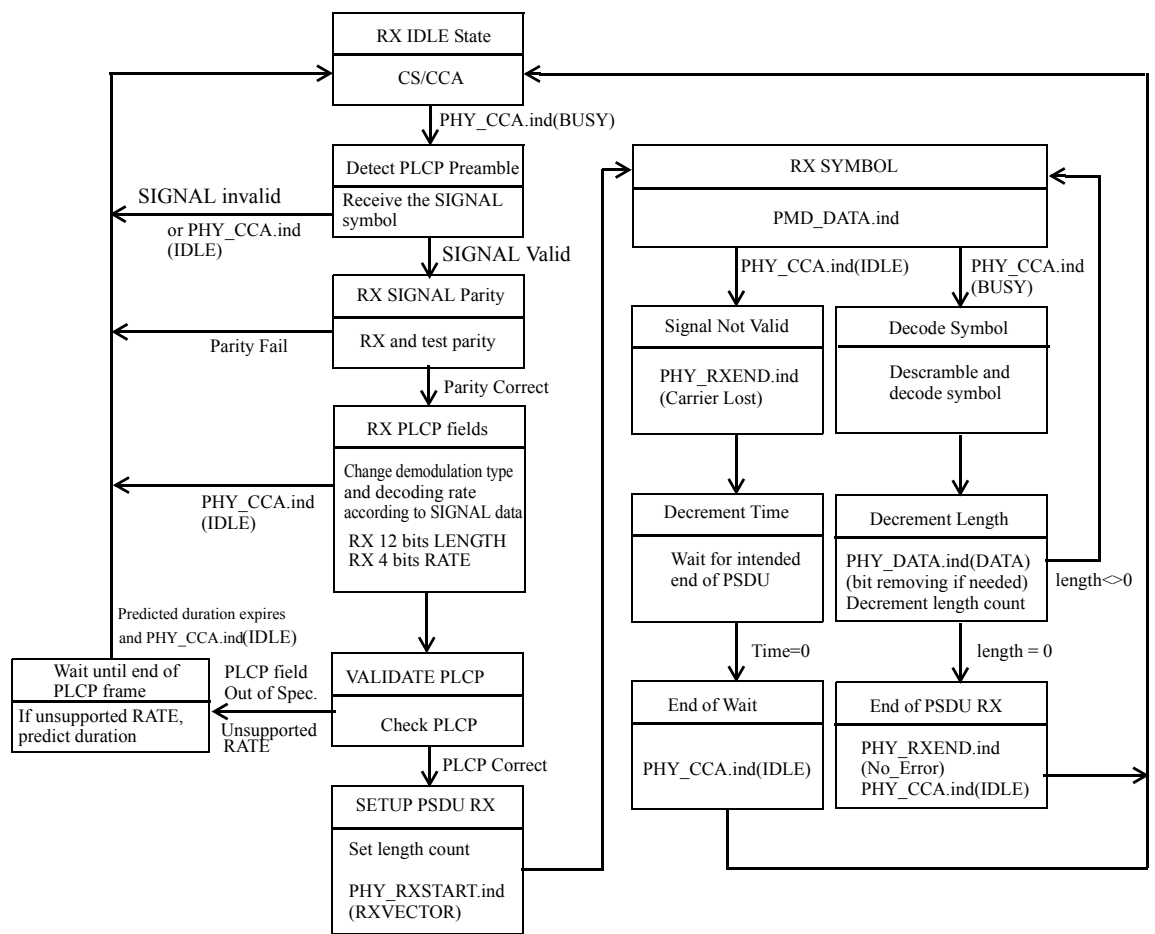 RX IDLE State
CS/CCA
PHY_CCA.ind(BUSY)
Detect PLCP Preamble
Receive the SIGNAL
symbol
SIGNAL invalid
or PHY_CCA.ind
(IDLE)
SIGNAL Valid
RX SIGNAL Parity
RX and test parity
Parity Fail
Parity Correct
RX PLCP fields
Change demodulation type
and decoding rate
according to SIGNAL data
RX 12 bits LENGTH
RX 4 bits RATE
PHY_CCA.ind
(IDLE)
Predicted duration expires
and PHY_CCA.ind(IDLE)
Wait until end of
PLCP frame
If unsupported RATE,
predict duration
PLCP field
Out of Spec.
Unsupported
RATE
VALIDATE PLCP
Check PLCP
PLCP Correct
SETUP PSDU RX
Set length count
PHY_RXSTART.ind
(RXVECTOR)
RX SYMBOL
PMD_DATA.ind
PHY_CCA.ind(IDLE)
PHY_CCA.ind
(BUSY)
Signal Not Valid
PHY_RXEND.ind
(Carrier Lost)
Decrement Time
Wait for intended
end of PSDU
Time=0
End of Wait
PHY_CCA.ind(IDLE)
Decode Symbol
Descramble and
decode symbol
Decrement Length
PHY_DATA.ind(DATA)
(bit removing if needed)
Decrement length count
length<>0
length = 0
End of PSDU RX
PHY_RXEND.ind
(No_Error)
PHY_CCA.ind(IDLE)